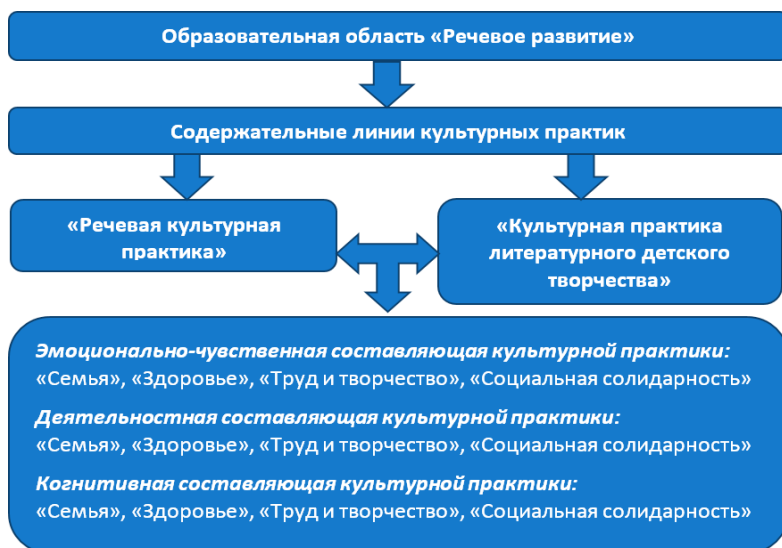 Образовательная область «Речевое развитие»
Содержательные линии культурных практик
«Речевая культурная
практика»
«Культурная практика
литературного детского
творчества»
Эмоционально-чувственная составляющая культурной практики:
«Семья», «Здоровье», «Труд и творчество», «Социальная солидарность»
Деятельностная составляющая культурной практики:
«Семья», «Здоровье», «Труд и творчество», «Социальная солидарность»
Когнитивная составляющая культурной практики:
«Семья», «Здоровье», «Труд и творчество», «Социальная солидарность»